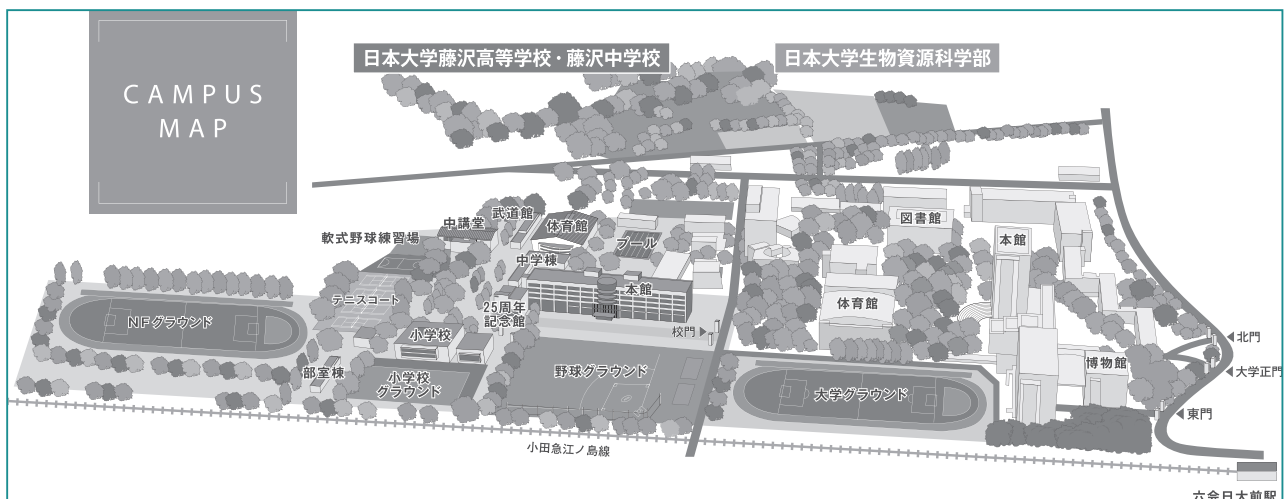 CAMPUS
MAP
日本大学藤沢高等学校・藤沢中学校
日本大学生物資源科学部
武道館
中講堂
体育館
軟式野球練習場
プール
中学棟
本館
テニスコート
25周年
記念館
校門
NFグラウンド
小学校
部室棟
小学校
グラウンド
野球グラウンド
図書館
本館
体育館
博物館
大学グラウンド
北門
大学正門
東門
小田急江ノ島線
六会日大前駅